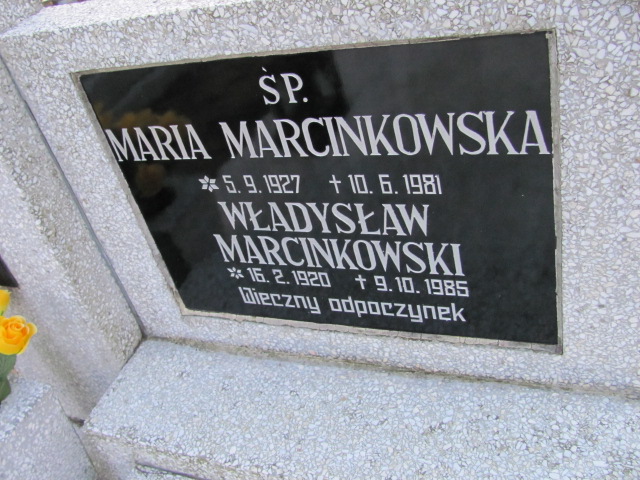 ŚP.
MARIA MARCINKOWSKA
* 5.9.1927 + 10.6.1981
WŁADYSŁAW
MARCINKOWSKI
* 16.2.1920 + 9.10.1985
Wieczny odpoczynek